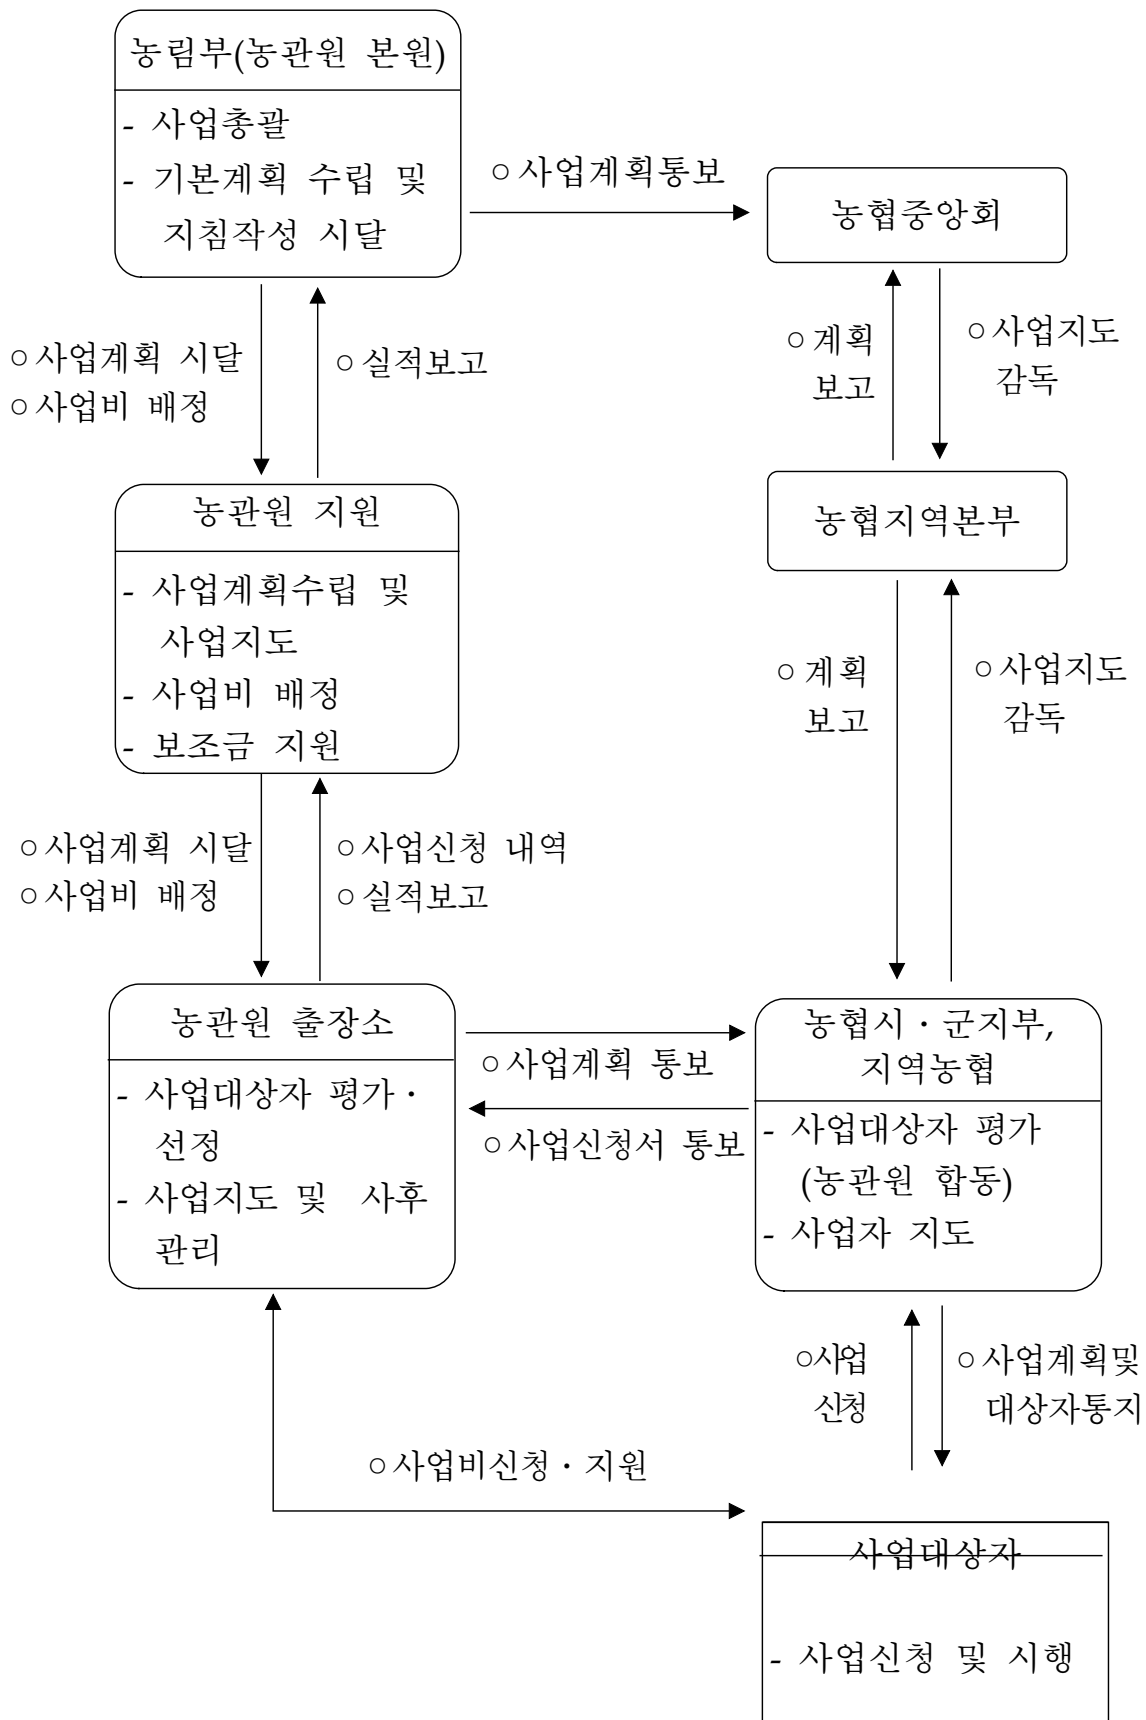 농림부(농관원 본원)
- 사업총괄
- 기본계획 수립 및
지침작성 시달
○사업계획통보
농협중앙회
○사업계획 시달
○사업비 배정
○실적보고
○계획
보고
○사업지도
감독
농관원 지원
- 사업계획수립 및
사업지도
- 사업비 배정
- 보조금 지원
농협지역본부
○계획
보고
○사업지도
감독
○사업계획 시달
○사업비 배정
○사업신청 내역
○실적보고
농관원 출장소
- 사업대상자 평가·
선정
- 사업지도 및 사후
관리
○사업계획 통보
○사업신청서 통보
농협시·군지부,
지역농협
- 사업대상자 평가
(농관원 합동)
- 사업자 지도
○사업
신청
○사업계획및
대상자통지
○사업비신청·지원
사업대상자
- 사업신청 및 시행